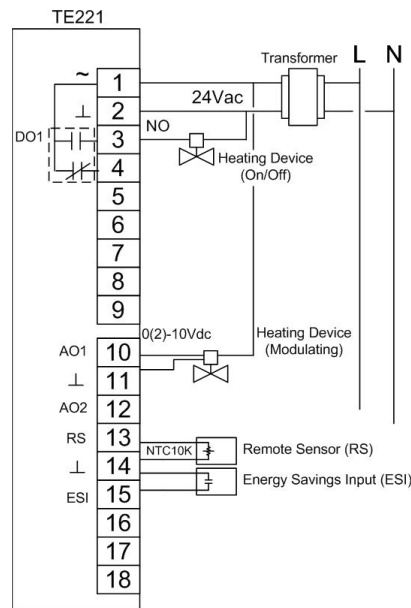 TE221
Transformer L N
~ 1
⊥ 2 24Vac
DO1 3 NO
4 Heating Device
(On/Off)
5
6
7
8
9
0(2)-10Vdc Heating Device
(Modulating)
AO1 10
⊥ 11
AO2 12
RS 13 NTC10K Remote Sensor (RS)
⊥ 14 Energy Savings Input (ESI)
ESI 15
16
17
18